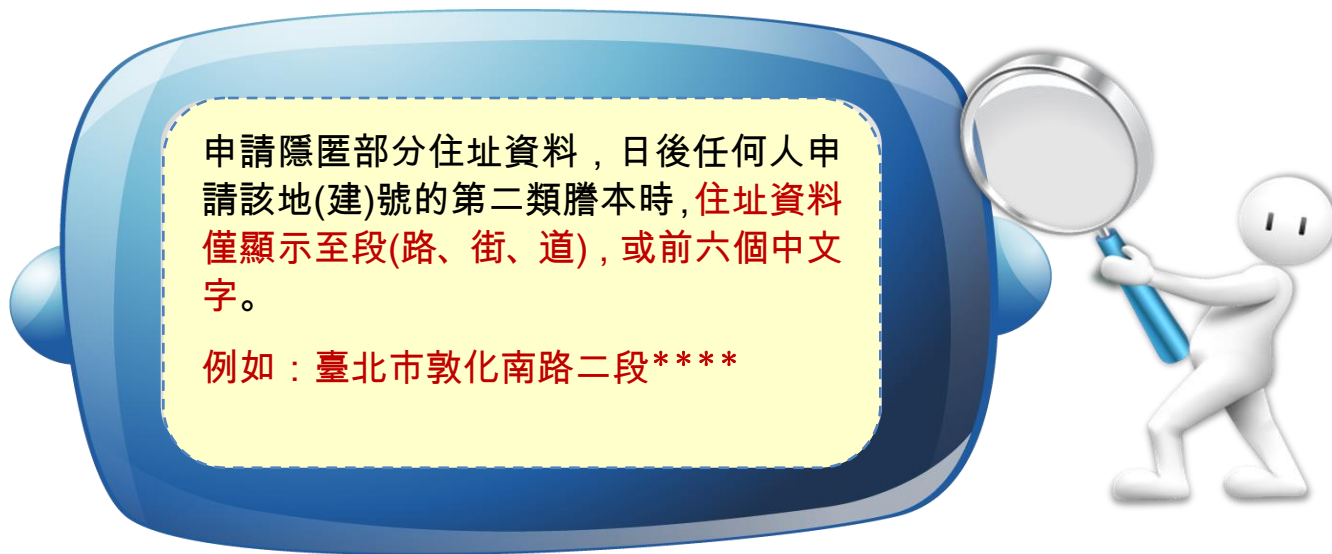 申請隱匿部分住址資料，日後任何人申
請該地(建)號的第二類謄本時,住址資料
僅顯示至段(路、街、道)，或前六個中文
字。
例如：臺北市敦化南路二段****